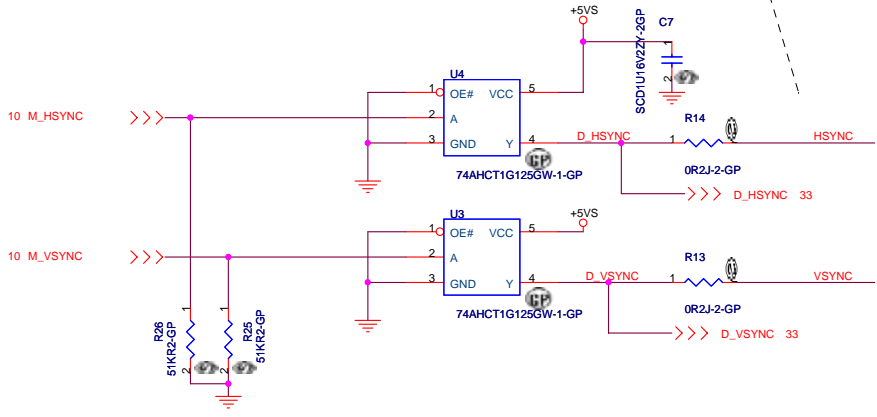 +5VS
C7
1
2
SCD1U16V2ZY-2GP
U4
1 OE# VCC 5
10 M_HSYNC
2 A
3 GND Y 4
D_HSYNC
R14
1
2
HSYNC
GP
74AHCT1G125GW-1-GP
0R2J-2-GP
D_HSYNC 33
U3
+5VS
1 OE# VCC 5
10 M_VSYNC
2 A
3 GND Y 4
D_VSYNC
R13
1
2
VSYNC
GP
74AHCT1G125GW-1-GP
0R2J-2-GP
D_VSYNC 33
1
R26
51KR2-GP
2
1
R25
51KR2-GP
2